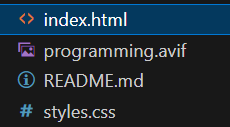 index.html
programming.avif
README.md
styles.css